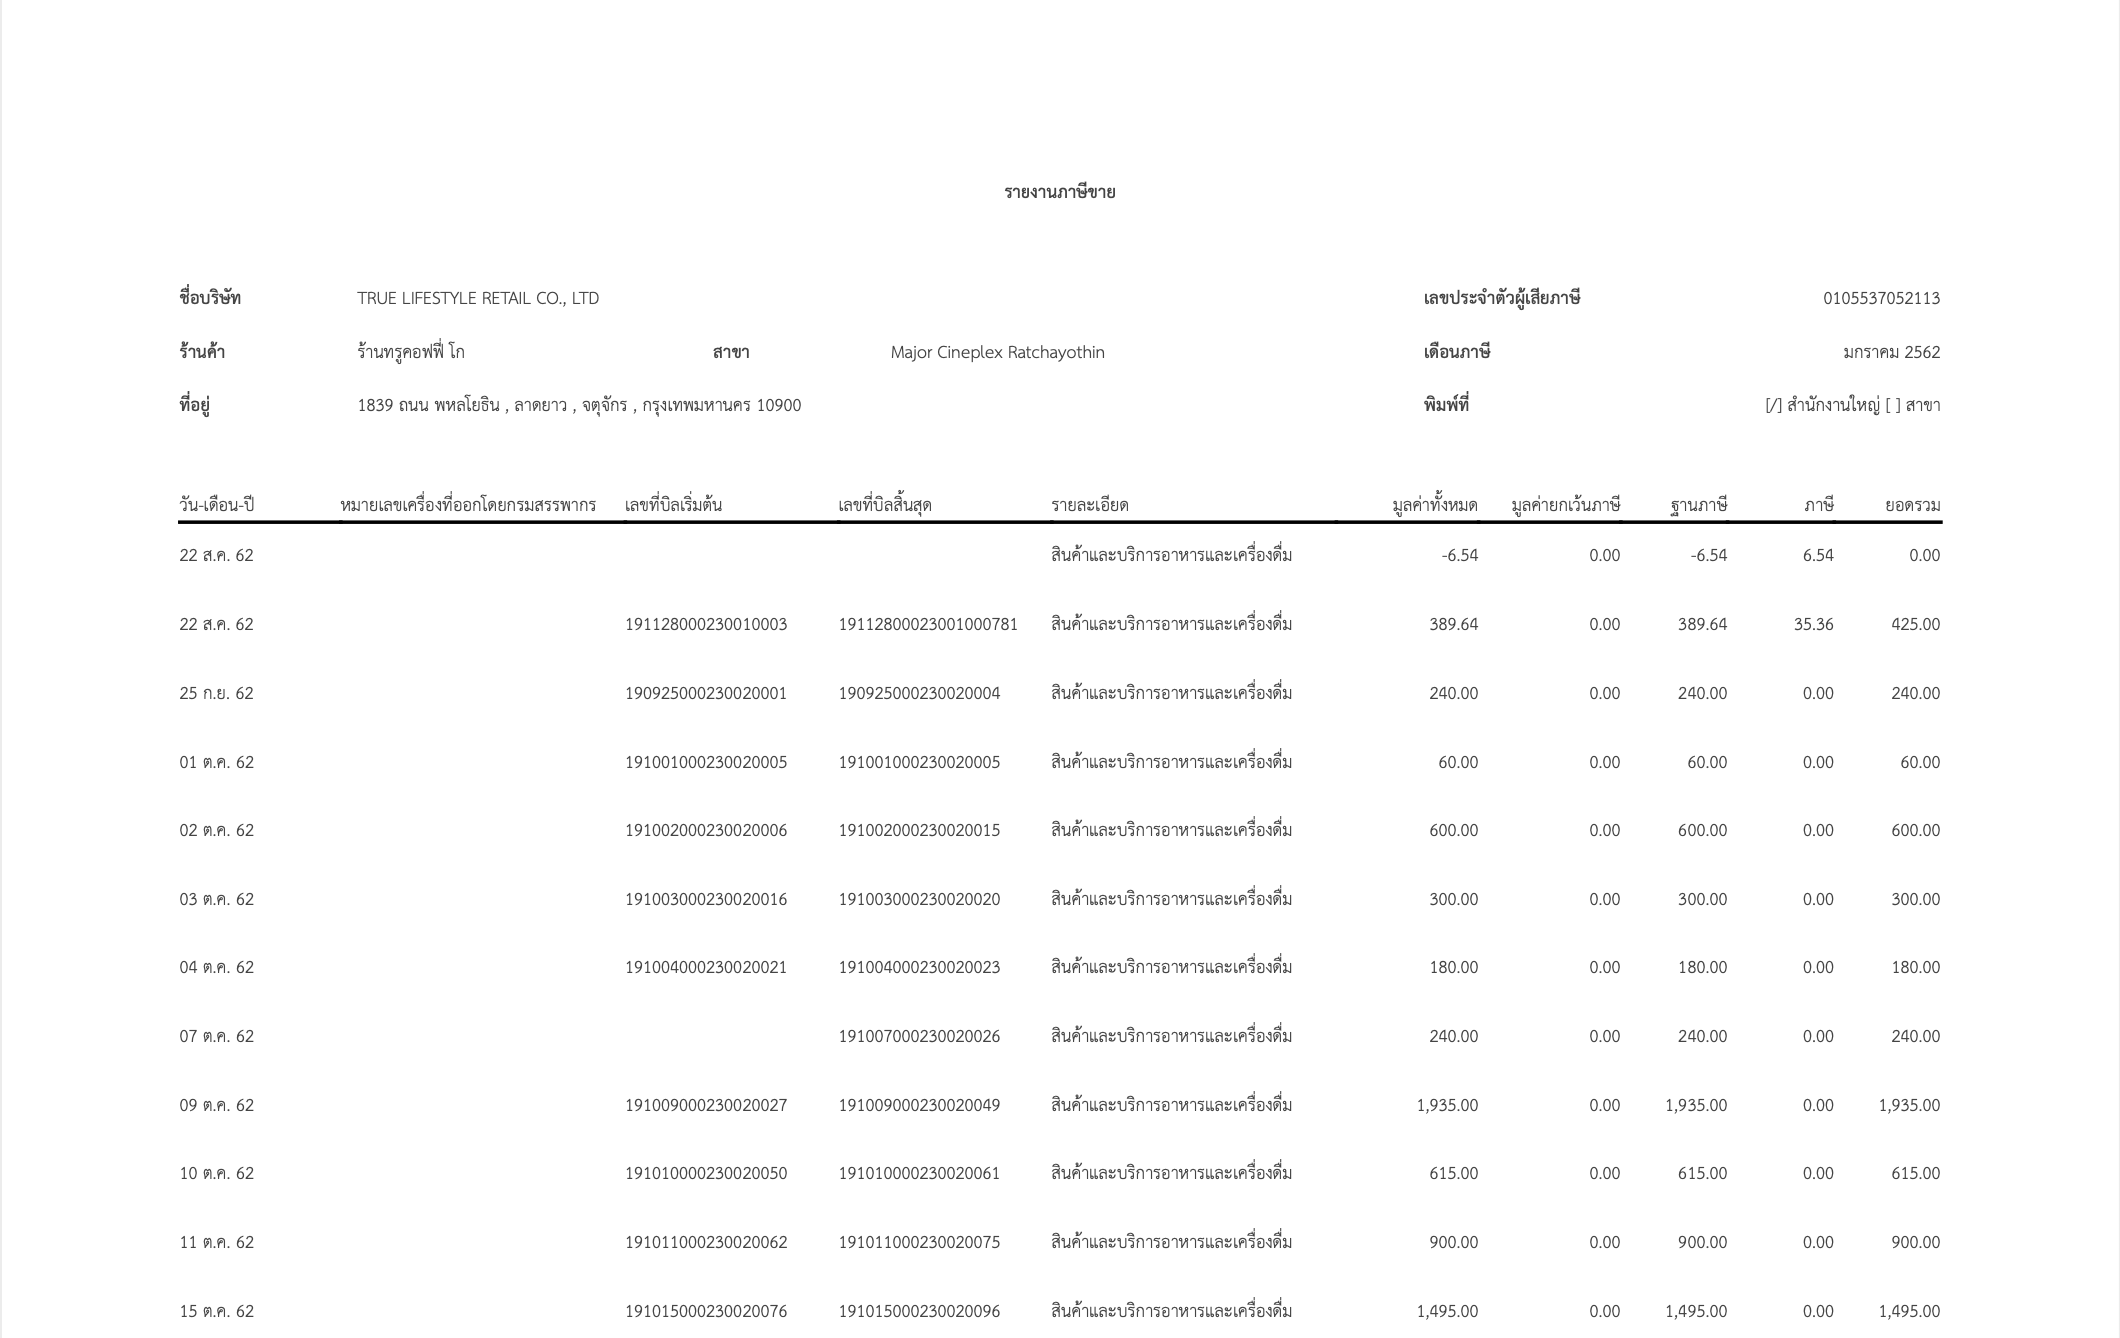 รายงานภาษีขาย
ชื่อบริษัท TRUE LIFESTYLE RETAIL CO., LTD เลขประจำตัวผู้เสียภาษี 0105537052113
ร้านค้า ร้านทรูคอฟฟี่ โก สาขา Major Cineplex Ratchayothin เดือนภาษี มกราคม 2562
ที่อยู่ 1839 ถนน พหลโยธิน , ลาดยาว , จตุจักร , กรุงเทพมหานคร 10900 พิมพ์ที่ [/] สำนักงานใหญ่ [ ] สาขา
วัน-เดือน-ปี หมายเลขเครื่องที่ออกโดยกรมสรรพากร เลขที่บิลเริ่มต้น เลขที่บิลสิ้นสุด รายละเอียด มูลค่าทั้งหมด มูลค่ายกเว้นภาษี ฐานภาษี ภาษี ยอดรวม
22 ส.ค. 62 สินค้าและบริการอาหารและเครื่องดื่ม -6.54 0.00 -6.54 6.54 0.00
22 ส.ค. 62 191128000230010003 19112800023001000781 สินค้าและบริการอาหารและเครื่องดื่ม 389.64 0.00 389.64 35.36 425.00
25 ก.ย. 62 190925000230020001 190925000230020004 สินค้าและบริการอาหารและเครื่องดื่ม 240.00 0.00 240.00 0.00 240.00
01 ต.ค. 62 191001000230020005 191001000230020005 สินค้าและบริการอาหารและเครื่องดื่ม 60.00 0.00 60.00 0.00 60.00
02 ต.ค. 62 191002000230020006 191002000230020015 สินค้าและบริการอาหารและเครื่องดื่ม 600.00 0.00 600.00 0.00 600.00
03 ต.ค. 62 191003000230020016 191003000230020020 สินค้าและบริการอาหารและเครื่องดื่ม 300.00 0.00 300.00 0.00 300.00
04 ต.ค. 62 191004000230020021 191004000230020023 สินค้าและบริการอาหารและเครื่องดื่ม 180.00 0.00 180.00 0.00 180.00
07 ต.ค. 62 191007000230020026 สินค้าและบริการอาหารและเครื่องดื่ม 240.00 0.00 240.00 0.00 240.00
09 ต.ค. 62 191009000230020027 191009000230020049 สินค้าและบริการอาหารและเครื่องดื่ม 1,935.00 0.00 1,935.00 0.00 1,935.00
10 ต.ค. 62 191010000230020050 191010000230020061 สินค้าและบริการอาหารและเครื่องดื่ม 615.00 0.00 615.00 0.00 615.00
11 ต.ค. 62 191011000230020062 191011000230020075 สินค้าและบริการอาหารและเครื่องดื่ม 900.00 0.00 900.00 0.00 900.00
15 ต.ค. 62 191015000230020076 191015000230020096 สินค้าและบริการอาหารและเครื่องดื่ม 1,495.00 0.00 1,495.00 0.00 1,495.00